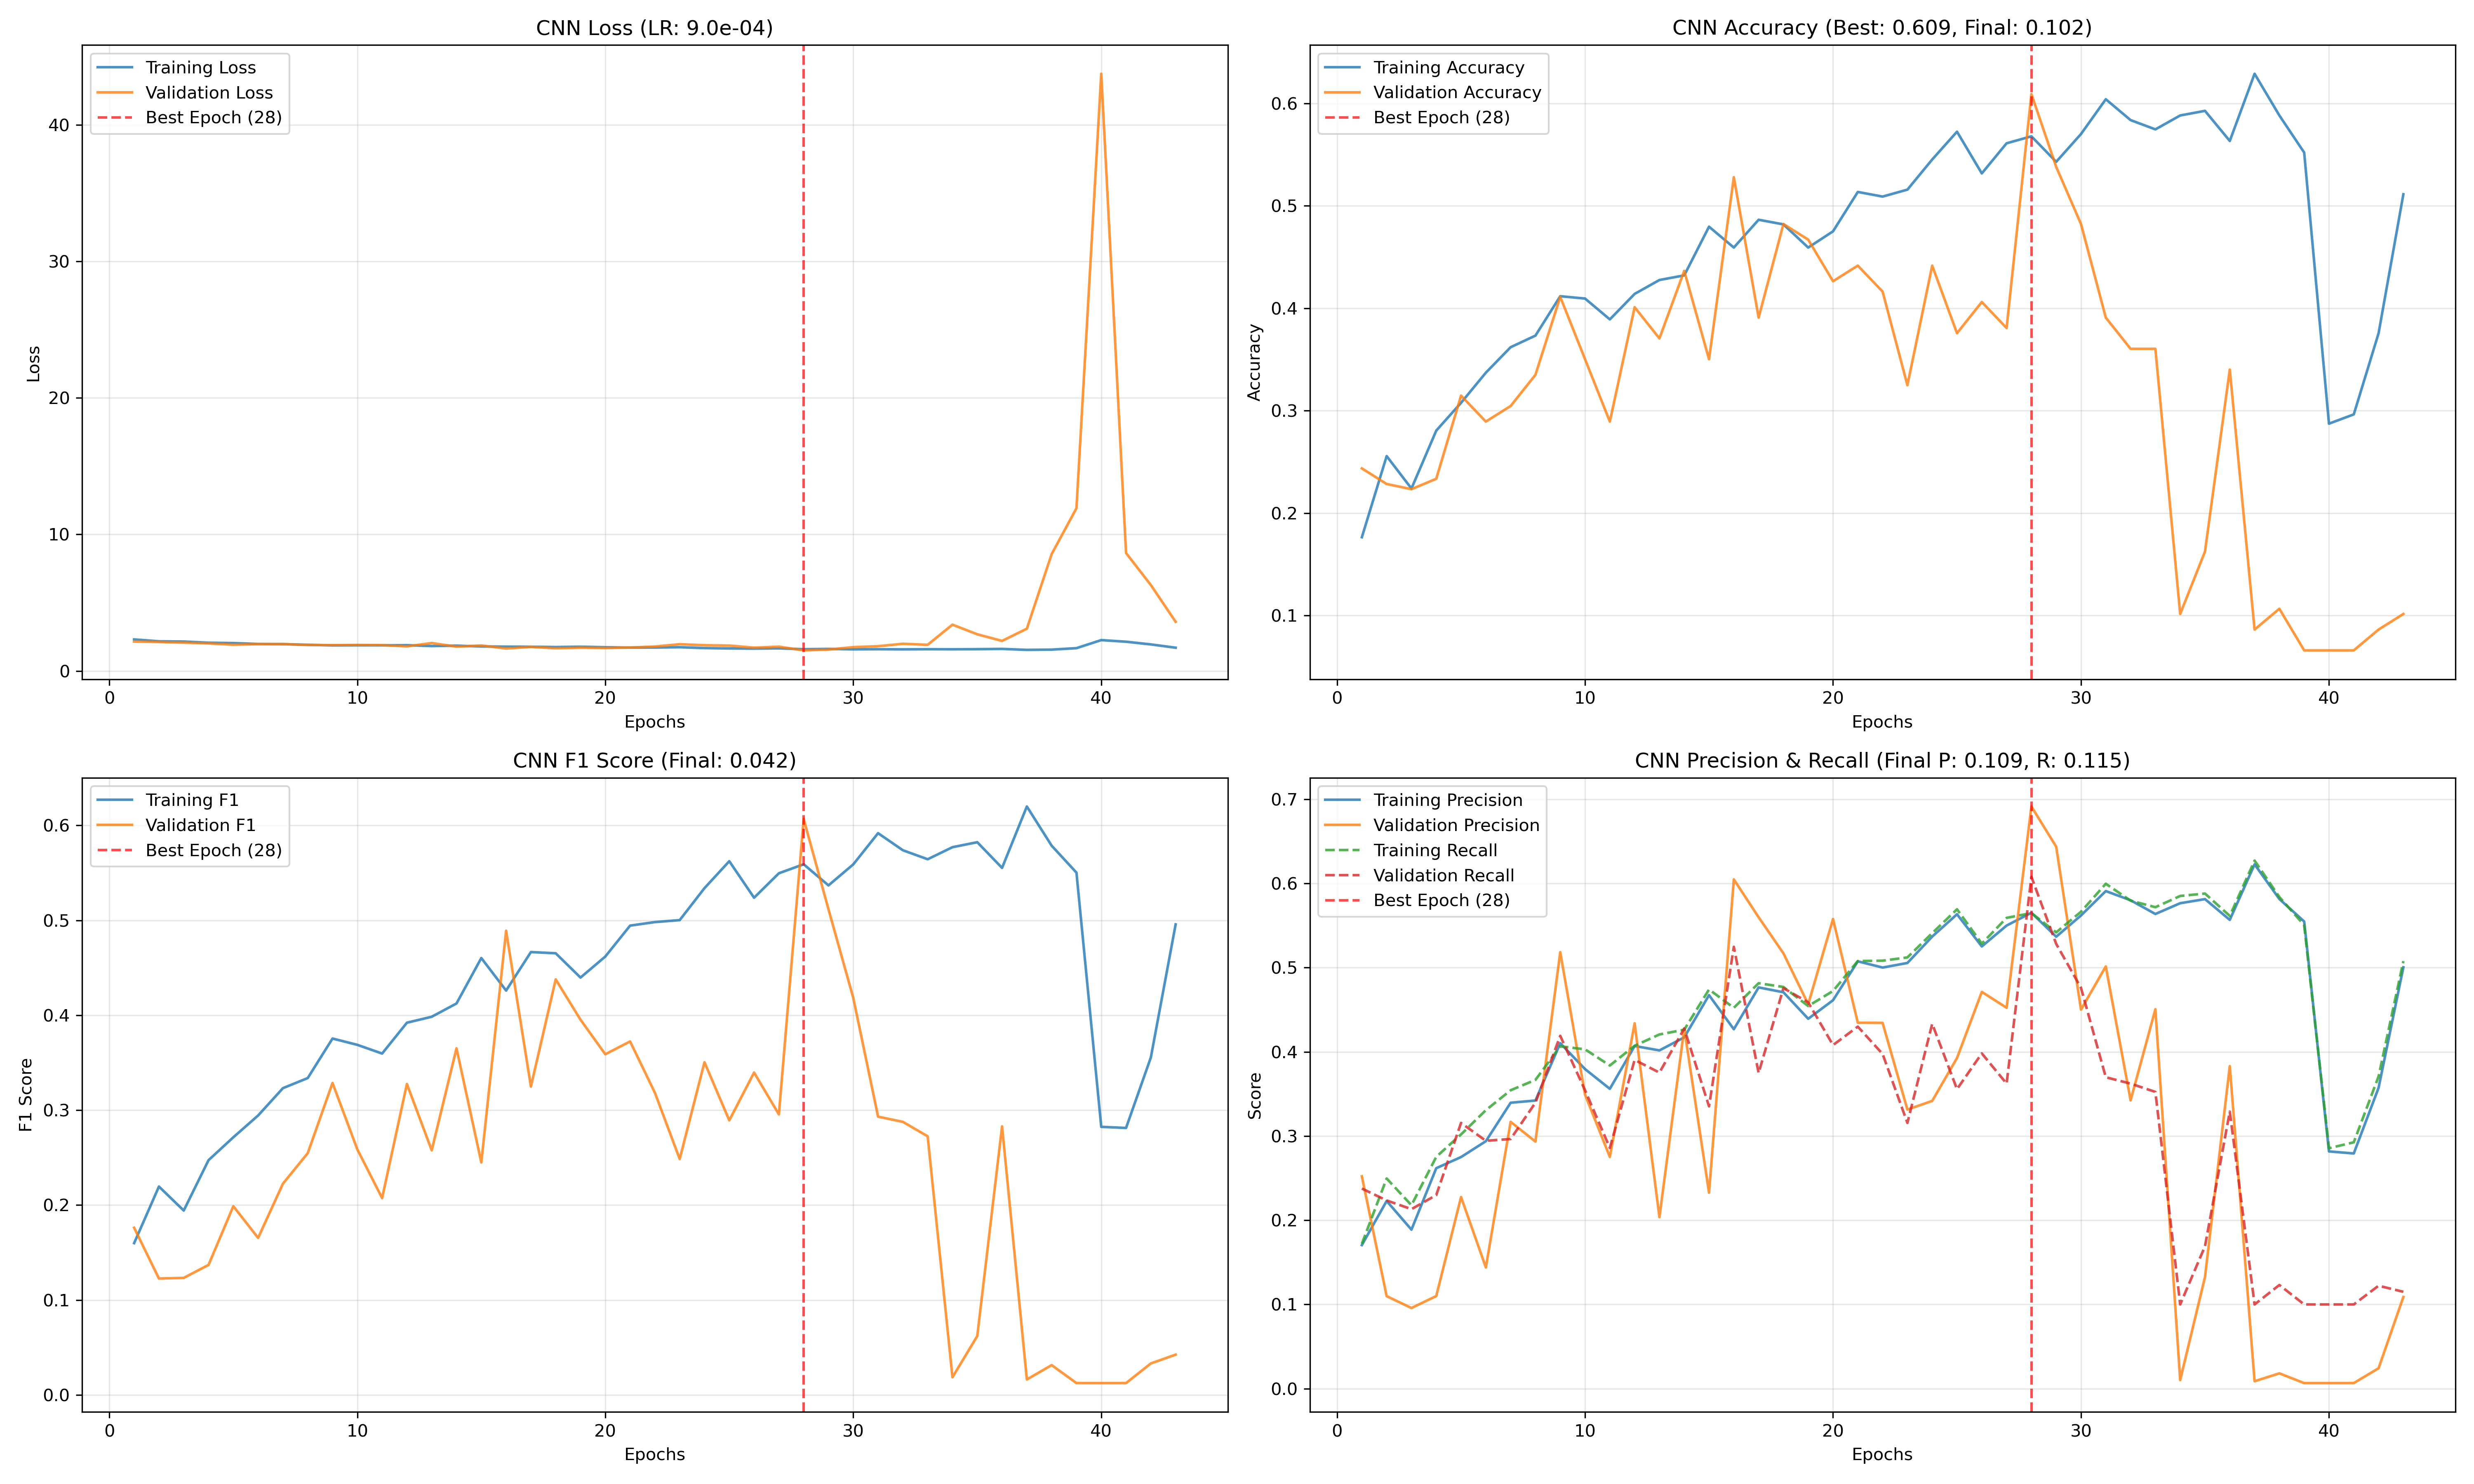 CNN Loss (LR: 9.0e-04)
Training Loss
Validation Loss
Best Epoch (28)
40
30
20
10
0
Loss
0
10
20
30
40
Epochs
CNN Accuracy (Best: 0.609, Final: 0.102)
Training Accuracy
Validation Accuracy
Best Epoch (28)
0.6
0.5
0.4
0.3
0.2
0.1
Accuracy
0
10
20
30
40
Epochs
CNN F1 Score (Final: 0.042)
Training F1
Validation F1
Best Epoch (28)
0.6
0.5
0.4
0.3
0.2
0.1
0.0
F1 Score
0
10
20
30
40
Epochs
CNN Precision & Recall (Final P: 0.109, R: 0.115)
Training Precision
Validation Precision
Training Recall
Validation Recall
Best Epoch (28)
0.7
0.6
0.5
0.4
0.3
0.2
0.1
0.0
Score
0
10
20
30
40
Epochs